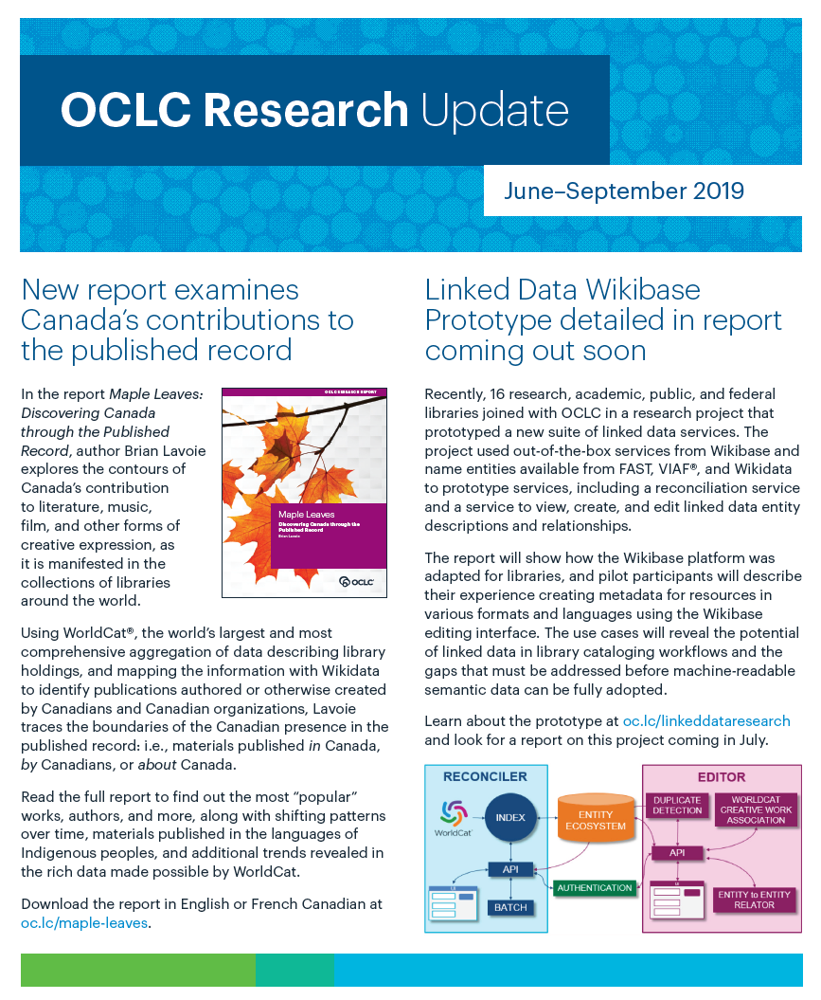 OCLC Research Update
June–September 2019
New report examines
Canada’s contributions to
the published record
In the report Maple Leaves:
Discovering Canada
through the Published
Record, author Brian Lavoie
explores the contours of
Canada’s contribution
to literature, music,
film, and other forms of
creative expression, as
it is manifested in the
collections of libraries
around the world.
OCLC RESEARCH REPORT
Maple Leaves
Discovering Canada through the
Published Record
Brian Lavoie
OCLC
Using WorldCat®, the world’s largest and most
comprehensive aggregation of data describing library
holdings, and mapping the information with Wikidata
to identify publications authored or otherwise created
by Canadians and Canadian organizations, Lavoie
traces the boundaries of the Canadian presence in the
published record: i.e., materials published in Canada,
by Canadians, or about Canada.
Read the full report to find out the most “popular”
works, authors, and more, along with shifting patterns
over time, materials published in the languages of
Indigenous peoples, and additional trends revealed in
the rich data made possible by WorldCat.
Download the report in English or French Canadian at
oc.lc/maple-leaves.
Linked Data Wikibase
Prototype detailed in report
coming out soon
Recently, 16 research, academic, public, and federal
libraries joined with OCLC in a research project that
prototyped a new suite of linked data services. The
project used out-of-the-box services from Wikibase and
name entities available from FAST, VIAF®, and Wikidata
to prototype services, including a reconciliation service
and a service to view, create, and edit linked data entity
descriptions and relationships.
The report will show how the Wikibase platform was
adapted for libraries, and pilot participants will describe
their experience creating metadata for resources in
various formats and languages using the Wikibase
editing interface. The use cases will reveal the potential
of linked data in library cataloging workflows and the
gaps that must be addressed before machine-readable
semantic data can be fully adopted.
Learn about the prototype at oc.lc/linkeddataresearch
and look for a report on this project coming in July.
RECONCILER
WorldCat
INDEX
API
UI
BATCH
ENTITY
ECOSYSTEM
AUTHENTICATION
EDITOR
DUPLICATE
DETECTION
WORLDCAT
CREATIVE WORK
ASSOCIATION
API
UI
ENTITY to ENTITY
RELATOR